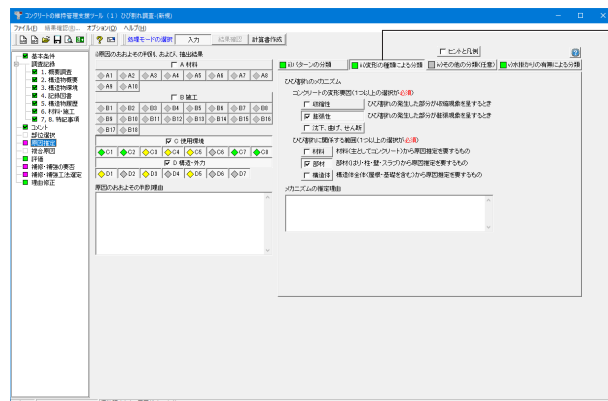 コンクリートの維持管理支援ツール (1) ひび割れ調査 (新規)
ファイル(F) 結果確認(R)... オプション(O) ヘルプ(H)
処理モードの選択 入力 結果確認 計算書作成
基本条件
調査記録
1. 概要調査
2. 構造物概要
3. 構造物環境
4. 記録図書
5. 構造物履歴
6. 材料・施工
7, 8. 特記事項
コメント
部位選択
原因推定
複合原因
評価
補修・補強の要否
補修・補強工法選定
理由修正
i)原因のおおよその判別、および、抽出結果
A 材料
A1 A2 A3 A4 A5 A6 A7 A8
A9 A10
B 施工
B1 B2 B3 B4 B5 B6 B7 B8
B9 B10 B11 B12 B13 B14 B15 B16
B17 B18
C 使用環境
C1 C2 C3 C4 C5 C6 C7 C8
D 構造・外力
D1 D2 D3 D4 D5 D6 D7
原因のおおよその判別理由
ヒントと凡例
ii)パターンの分類 iii)変形の種類による分類 iv)その他の分類(任意) v)水掛かりの有無による分類
ひび割れのメカニズム
コンクリートの変形要因(1つ以上の選択が必須)
収縮性 ひび割れの発生した部分が収縮現象を呈するとき
膨張性 ひび割れの発生した部分が膨張現象を呈するとき
沈下、曲げ、せん断
ひび割れに関係する範囲(1つ以上の選択が必須)
材料 材料(主としてコンクリート)から原因推定を要するもの
部材 部材(はり・柱・壁・スラブ)から原因推定を要するもの
構造体 構造体全体(屋根・基礎を含む)から原因推定を要するもの
メカニズムの推定理由